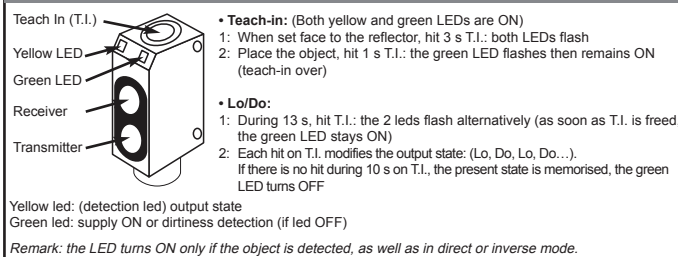 Teach In (T.I.)
Yellow LED
Green LED
Receiver
Transmitter
• Teach-in: (Both yellow and green LEDs are ON)
1: When set face to the reflector, hit 3 s T.I.: both LEDs flash
2: Place the object, hit 1 s T.I.: the green LED flashes then remains ON
(teach-in over)
• Lo/Do:
1: During 13 s, hit T.I.: the 2 leds flash alternatively (as soon as T.I. is freed,
the green LED stays ON)
2: Each hit on T.I. modifies the output state: (Lo, Do, Lo, Do…).
If there is no hit during 10 s on T.I., the present state is memorised, the green
LED turns OFF
Yellow led: (detection led) output state
Green led: supply ON or dirtiness detection (if led OFF)
Remark: the LED turns ON only if the object is detected, as well as in direct or inverse mode.